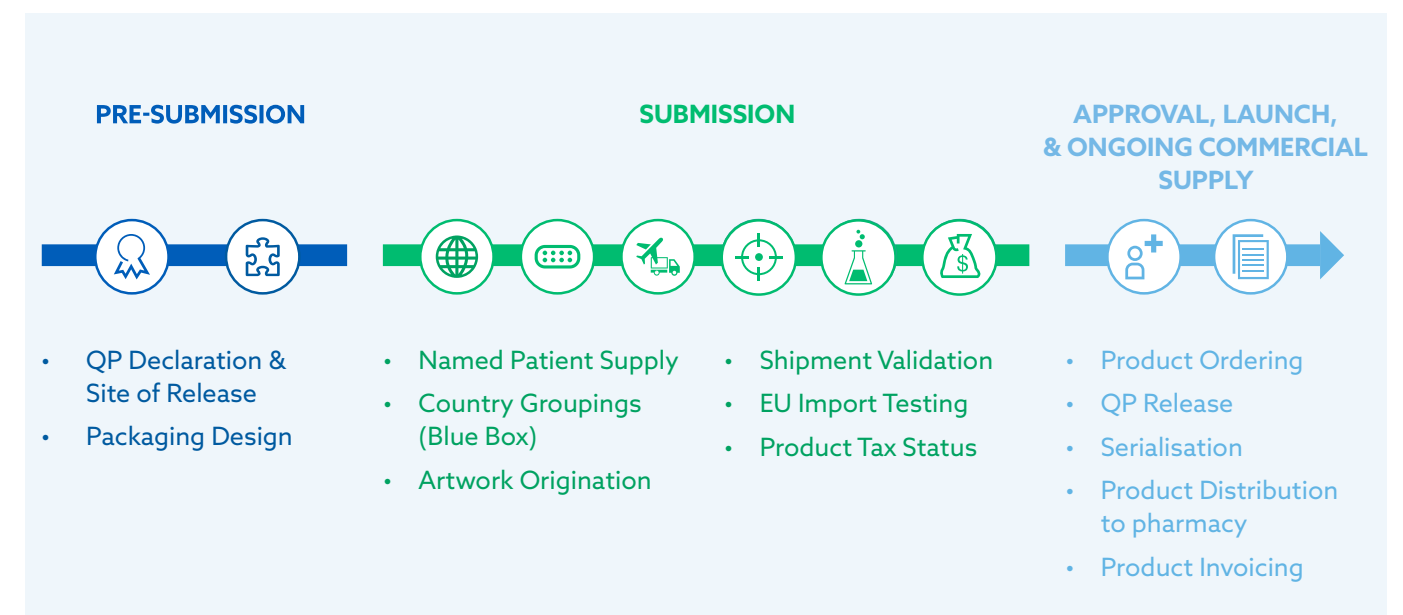 PRE-SUBMISSION
• QP Declaration &
Site of Release
• Packaging Design
SUBMISSION
• Named Patient Supply
• Country Groupings
(Blue Box)
• Artwork Origination
• Shipment Validation
• EU Import Testing
• Product Tax Status
APPROVAL, LAUNCH,
& ONGOING COMMERCIAL
SUPPLY
• Product Ordering
• QP Release
• Serialisation
• Product Distribution
to pharmacy
• Product Invoicing
$